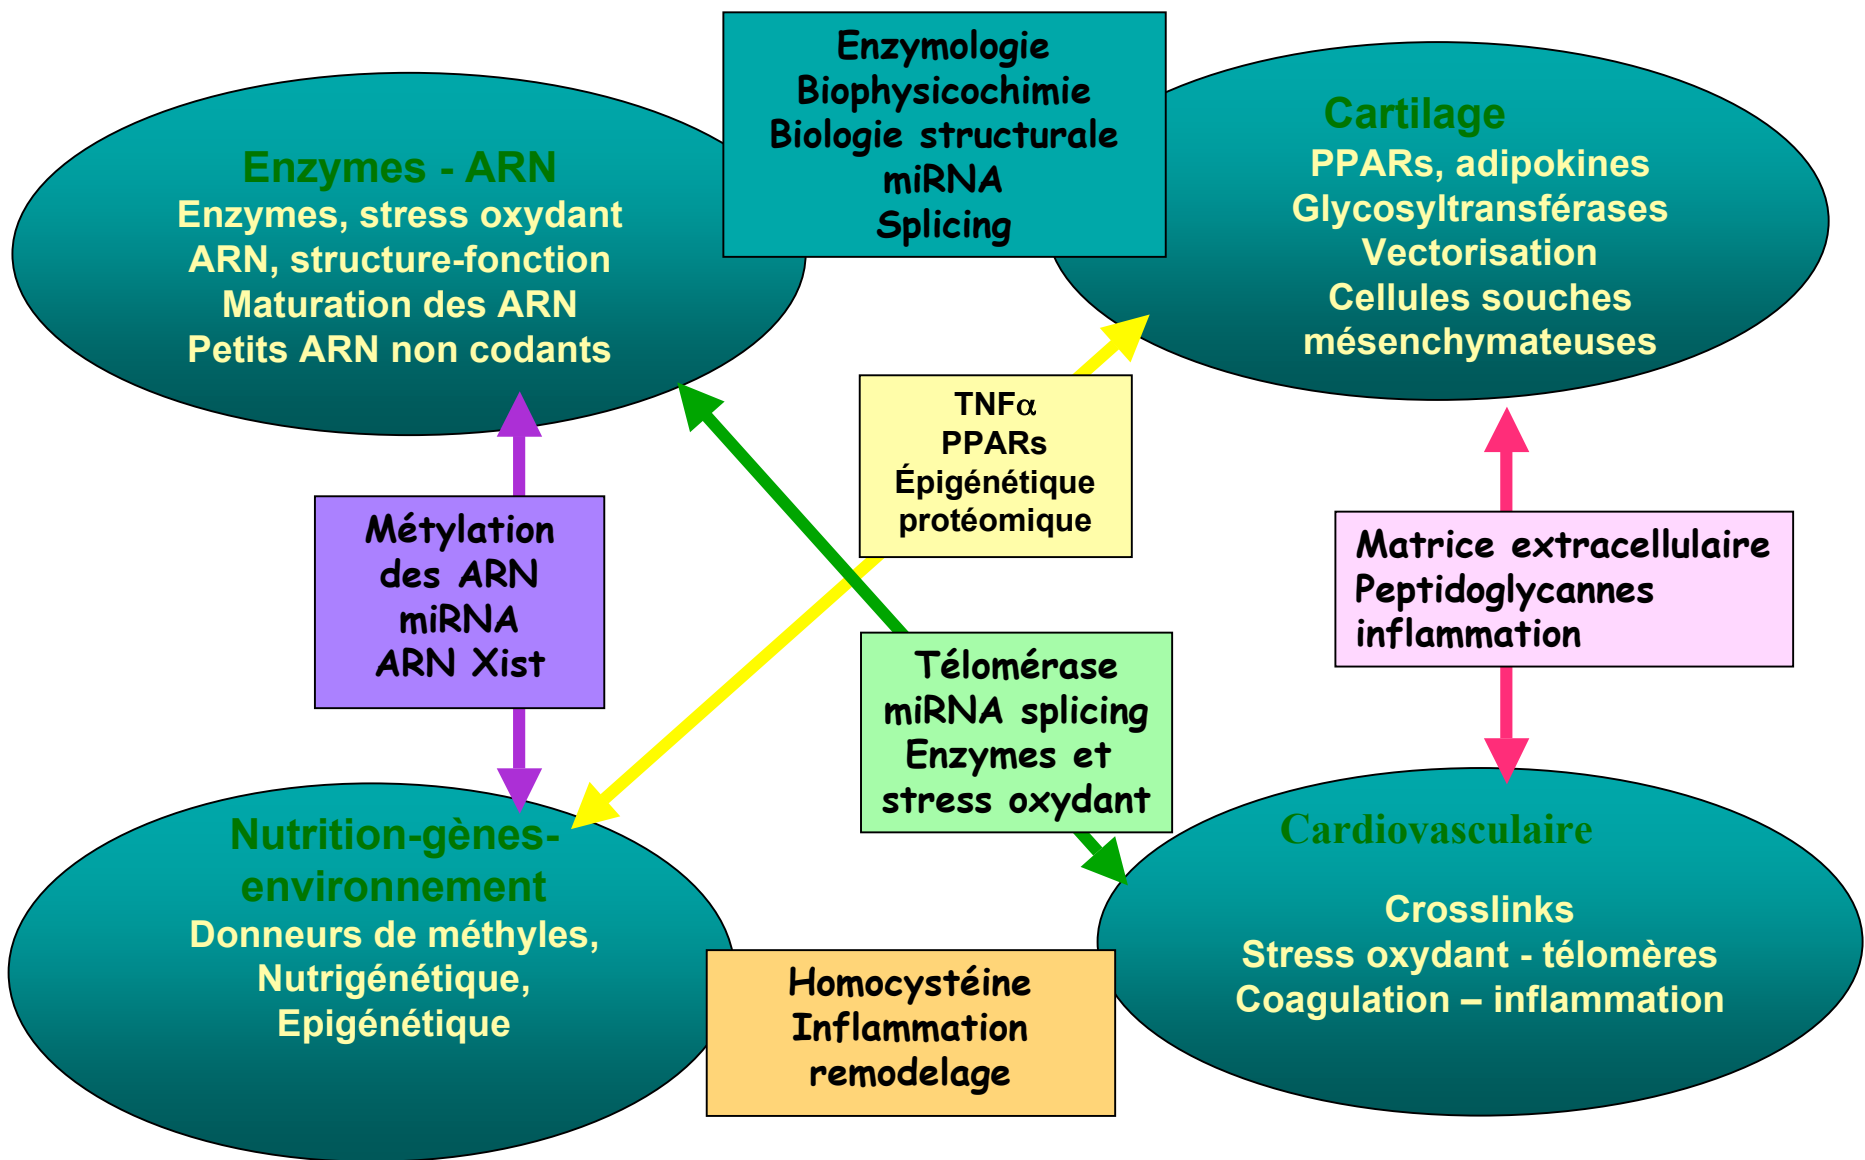 Enzymologie
Biophysicochimie
Biologie structurale
miRNA
Splicing
Enzymes - ARN
Enzymes, stress oxydant
ARN, structure-fonction
Maturation des ARN
Petits ARN non codants
Cartilage
PPARs, adipokines
Glycosyltransférases
Vectorisation
Cellules souches
mésenchymateuses
TNFα
PPARs
Épigénétique
protéomique
Métylation
des ARN
miRNA
ARN Xist
Matrice extracellulaire
Peptidoglycannes
inflammation
Télomérase
miRNA splicing
Enzymes et
stress oxydant
Nutrition-gènes-
environnement
Donneurs de méthyles,
Nutrigénétique,
Epigénétique
Cardiovasculaire
Crosslinks
Stress oxydant - télomères
Coagulation – inflammation
Homocystéine
Inflammation
remodelage